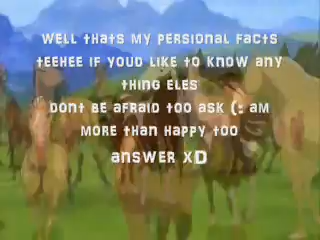 Well thats my persional facts
teehee if youd like to know any
thing eles
Dont be afraid too ask (: am
more than happy too
answer xD